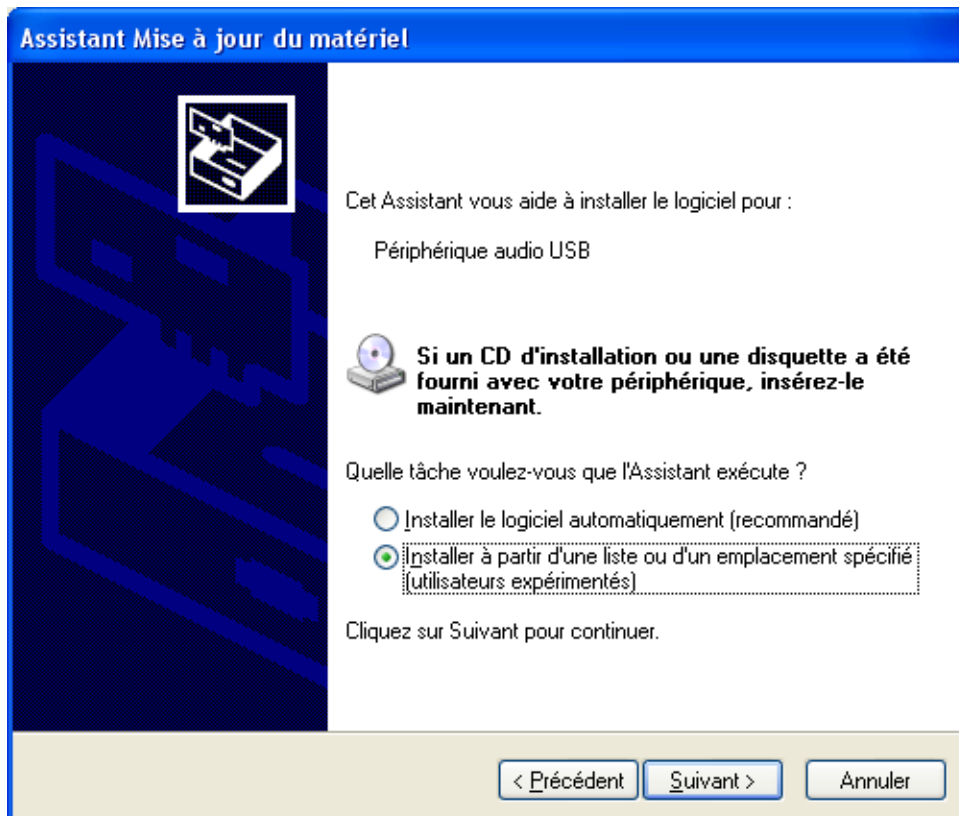 Assistant Mise à jour du matériel
Cet Assistant vous aide à installer le logiciel pour :
Périphérique audio USB
Si un CD d'installation ou une disquette a été
fourni avec votre périphérique, insérez-le
maintenant.
Quelle tâche voulez-vous que l'Assistant exécute ?
Installer le logiciel automatiquement (recommandé)
Installer à partir d'une liste ou d'un emplacement spécifié
(utilisateurs expérimentés)
Cliquez sur Suivant pour continuer.
< Précédent Suivant > Annuler